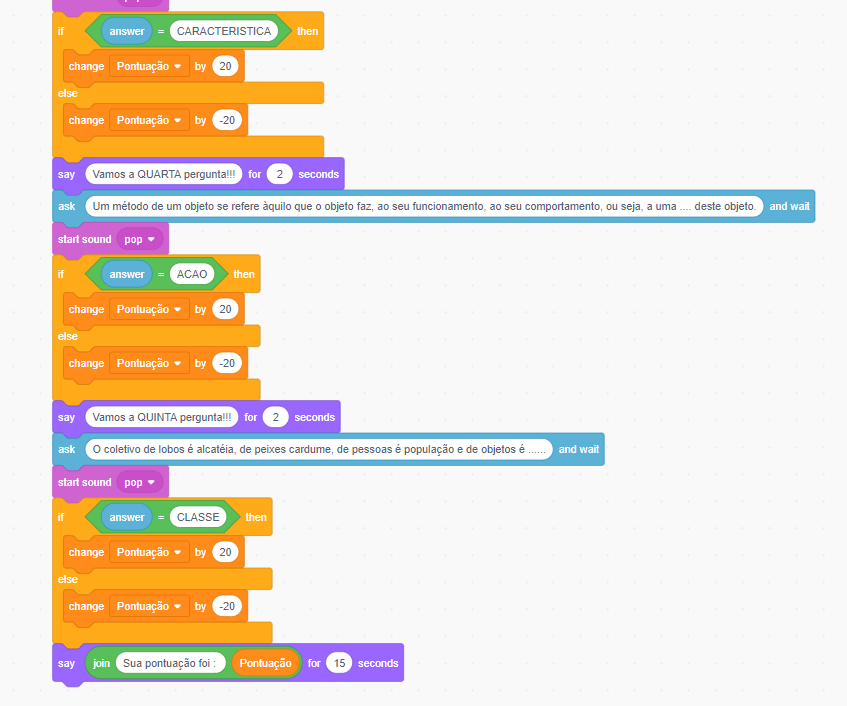 if answer = CARACTERISTICA then
change Pontuação by 20
else
change Pontuação by -20
say Vamos a QUARTA pergunta!!! for 2 seconds
ask Um método de um objeto se refere àquilo que o objeto faz, ao seu funcionamento, ao seu comportamento, ou seja, a uma .... deste objeto. and wait
start sound pop
if answer = ACAO then
change Pontuação by 20
else
change Pontuação by -20
say Vamos a QUINTA pergunta!!! for 2 seconds
ask O coletivo de lobos é alcatéia, de peixes cardume, de pessoas é população e de objetos é ...... and wait
start sound pop
if answer = CLASSE then
change Pontuação by 20
else
change Pontuação by -20
say join Sua pontuação foi : Pontuação for 15 seconds